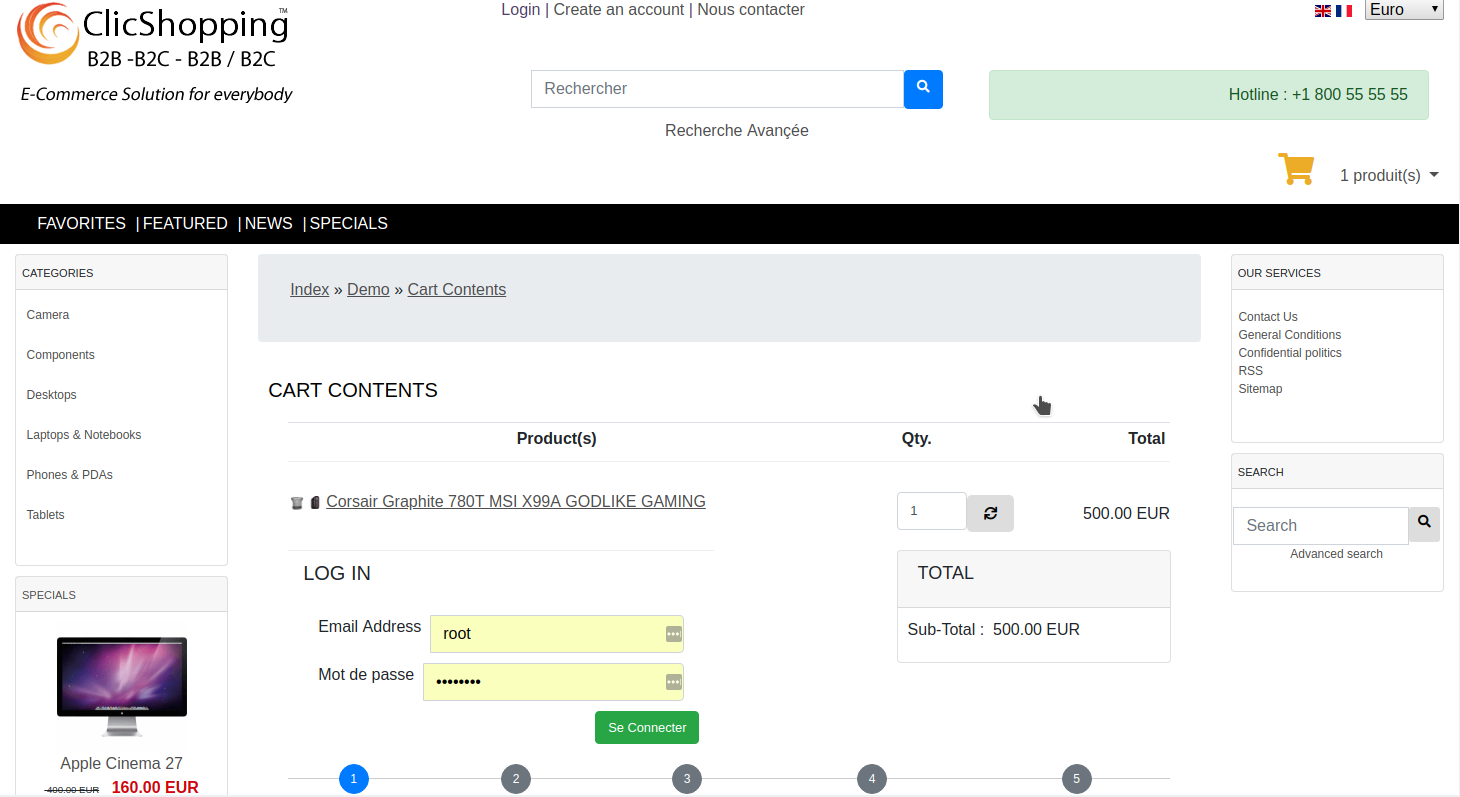 ClicShopping™
B2B -B2C - B2B / B2C
E-Commerce Solution for everybody
Login | Create an account | Nous contacter
Euro
Rechercher
Recherche Avançée
Hotline : +1 800 55 55 55
1 produit(s)
FAVORITES | FEATURED | NEWS | SPECIALS
CATEGORIES
Camera
Components
Desktops
Laptops & Notebooks
Phones & PDAs
Tablets
SPECIALS
Apple Cinema 27
400.00 EUR 160.00 EUR
Index » Demo » Cart Contents
CART CONTENTS
Product(s) Qty. Total
Corsair Graphite 780T MSI X99A GODLIKE GAMING 1 500.00 EUR
LOG IN
Email Address root
Mot de passe ••••••••
Se Connecter
TOTAL
Sub-Total : 500.00 EUR
1 2 3 4 5
OUR SERVICES
Contact Us
General Conditions
Confidential politics
RSS
Sitemap
SEARCH
Search
Advanced search